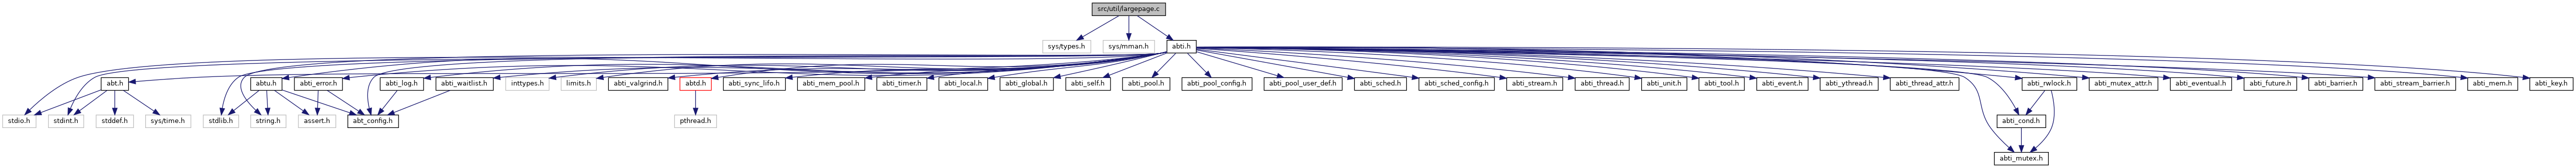 src/util/largepage.c
sys/types.h
sys/mman.h
abti.h
abt.h
abtu.h
abti_error.h
abti_log.h
abti_waitlist.h
inttypes.h
limits.h
abti_valgrind.h
abtd.h
abti_sync_lifo.h
abti_mem_pool.h
abti_timer.h
abti_local.h
abti_global.h
abti_self.h
abti_pool.h
abti_pool_config.h
abti_pool_user_def.h
abti_sched.h
abti_sched_config.h
abti_stream.h
abti_thread.h
abti_unit.h
abti_tool.h
abti_event.h
abti_ythread.h
abti_thread_attr.h
abti_rwlock.h
abti_mutex_attr.h
abti_eventual.h
abti_future.h
abti_barrier.h
abti_stream_barrier.h
abti_mem.h
abti_key.h
stdio.h
stdint.h
stddef.h
sys/time.h
stdlib.h
string.h
assert.h
abt_config.h
pthread.h
abti_cond.h
abti_mutex.h